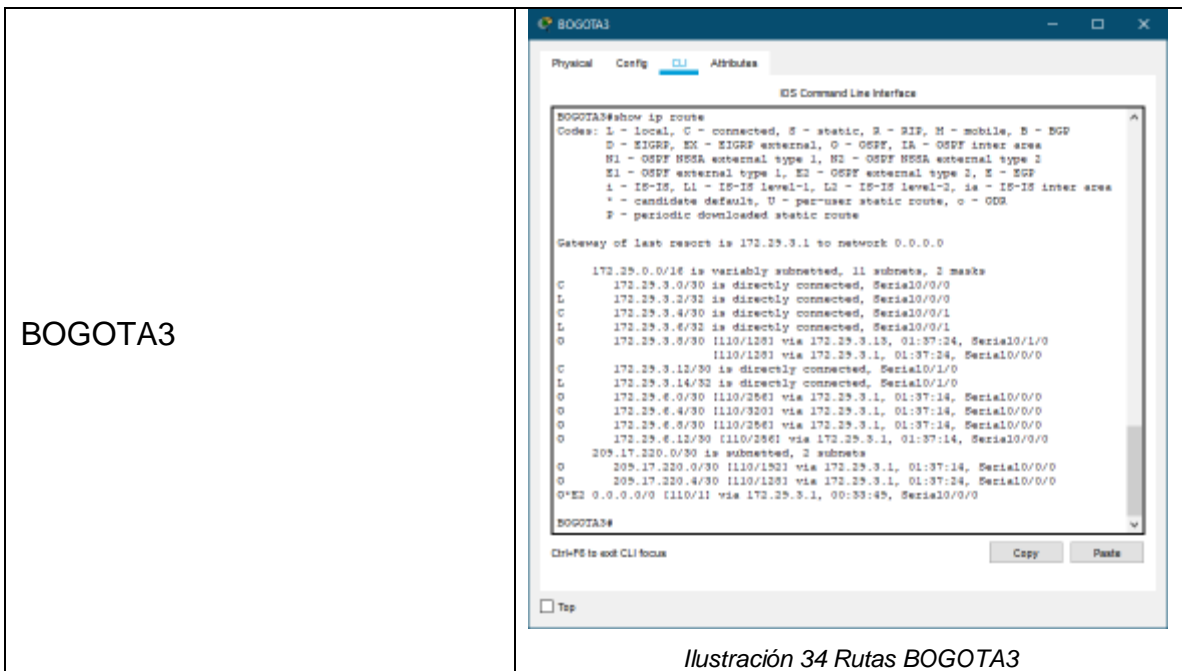 BOGOTA3
BOGOTA3
Physical Config CLI Attributes
IOS Command Line Interface
BOGOTA3#show ip route
Codes: L - local, C - connected, S - static, R - RIP, M - mobile, B - BGP
D - EIGRP, EX - EIGRP external, O - OSPF, IA - OSPF inter area
N1 - OSPF NSSA external type 1, N2 - OSPF NSSA external type 2
E1 - OSPF external type 1, E2 - OSPF external type 2, E - EGP
i - IS-IS, L1 - IS-IS level-1, L2 - IS-IS level-2, ia - IS-IS inter area
* - candidate default, U - per-user static route, o - ODR
P - periodic downloaded static route
Gateway of last resort is 172.29.3.1 to network 0.0.0.0
172.29.0.0/16 is variably subnetted, 11 subnets, 2 masks
C 172.29.3.0/30 is directly connected, Serial0/0/0
L 172.29.3.2/32 is directly connected, Serial0/0/0
C 172.29.3.4/30 is directly connected, Serial0/0/1
L 172.29.3.6/32 is directly connected, Serial0/0/1
O 172.29.3.8/30 [110/128] via 172.29.3.13, 01:37:24, Serial0/1/0
[110/128] via 172.29.3.1, 01:37:24, Serial0/0/0
C 172.29.3.12/30 is directly connected, Serial0/1/0
L 172.29.3.14/32 is directly connected, Serial0/1/0
O 172.29.6.0/30 [110/256] via 172.29.3.1, 01:37:14, Serial0/0/0
O 172.29.6.4/30 [110/320] via 172.29.3.1, 01:37:14, Serial0/0/0
O 172.29.6.8/30 [110/256] via 172.29.3.1, 01:37:14, Serial0/0/0
O 172.29.6.12/30 [110/256] via 172.29.3.1, 01:37:14, Serial0/0/0
209.17.220.0/30 is subnetted, 2 subnets
O 209.17.220.0/30 [110/192] via 172.29.3.1, 01:37:14, Serial0/0/0
O 209.17.220.4/30 [110/128] via 172.29.3.1, 01:37:24, Serial0/0/0
O*E2 0.0.0.0/0 [110/1] via 172.29.3.1, 00:33:49, Serial0/0/0
BOGOTA3#
Ctrl+F6 to exit CLI focus
Copy Paste
Top
Ilustración 34 Rutas BOGOTA3